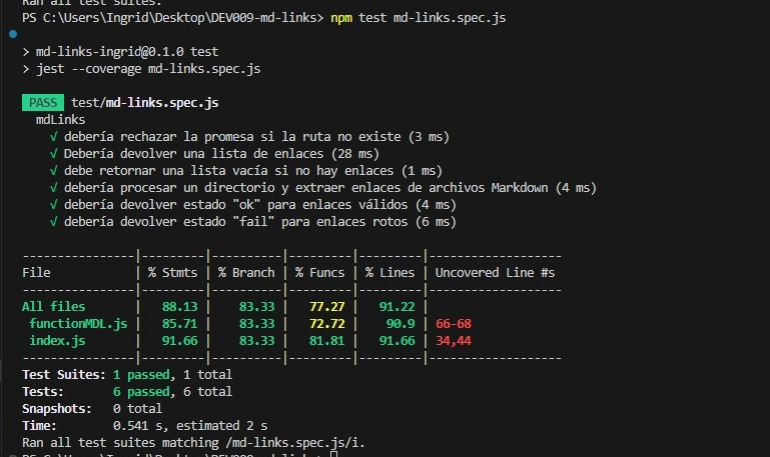 Ran all test suites.
PS C:\Users\Ingrid\Desktop\DEV009-md-links> npm test md-links.spec.js
> md-links-ingrid@0.1.0 test
> jest --coverage md-links.spec.js
PASS test/md-links.spec.js
mdLinks
√ debería rechazar la promesa si la ruta no existe (3 ms)
√ Debería devolver una lista de enlaces (28 ms)
√ debe retornar una lista vacía si no hay enlaces (1 ms)
√ debería procesar un directorio y extraer enlaces de archivos Markdown (4 ms)
√ debería devolver estado "ok" para enlaces válidos (4 ms)
√ debería devolver estado "fail" para enlaces rotos (6 ms)
----------------|---------|----------|---------|---------|-------------------
File            | % Stmts | % Branch | % Funcs | % Lines | Uncovered Line #s
----------------|---------|----------|---------|---------|-------------------
All files       |   88.13 |    83.33 |   77.27 |   91.22 |
 functionMDL.js |   85.71 |    83.33 |   72.72 |    90.9 | 66-68
 index.js       |   91.66 |    83.33 |   81.81 |   91.66 | 34,44
----------------|---------|----------|---------|---------|-------------------
Test Suites: 1 passed, 1 total
Tests:       6 passed, 6 total
Snapshots:   0 total
Time:        0.541 s, estimated 2 s
Ran all test suites matching /md-links.spec.js/i.
PS C:\Users\Ingrid\Desktop\DEV009-md-links>